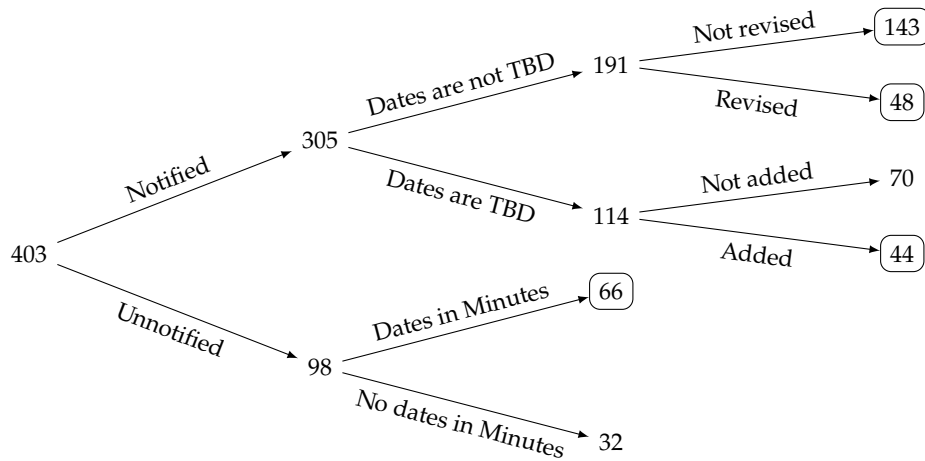 Not revised
143
Dates are not TBD
191
Revised
48
Notified
305
Dates are TBD
Not added
70
114
Added
44
403
Unnotified
Dates in Minutes
66
98
No dates in Minutes
32